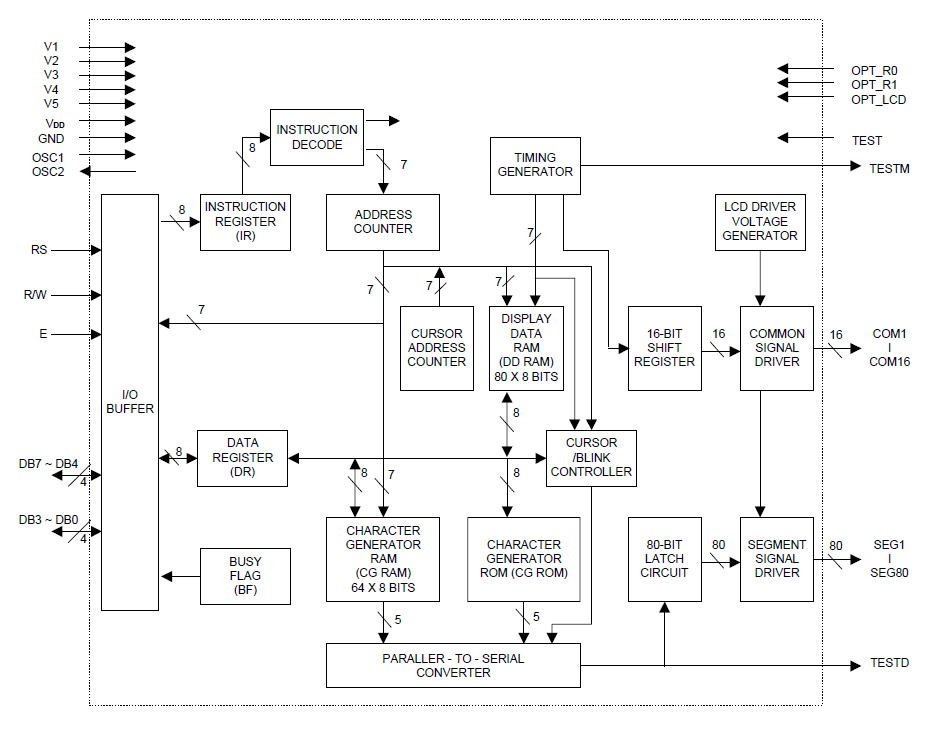 V1
V2
V3
V4
V5
VDD
GND
OSC1
OSC2
OPT_R0
OPT_R1
OPT_LCD
TEST
TESTM
INSTRUCTION
DECODE
8
7
TIMING
GENERATOR
8
INSTRUCTION
REGISTER
(IR)
ADDRESS
COUNTER
LCD DRIVER
VOLTAGE
GENERATOR
RS
R/W
E
7
7
7
7
7
I/O
BUFFER
CURSOR
ADDRESS
COUNTER
DISPLAY
DATA
RAM
(DD RAM)
80 X 8 BITS
16-BIT
SHIFT
REGISTER
16
COMMON
SIGNAL
DRIVER
16
COM1
I
COM16
8
DB7 ~ DB4
4
8
DATA
REGISTER
(DR)
CURSOR
/BLINK
CONTROLLER
8
7
8
DB3 ~ DB0
4
CHARACTER
GENERATOR
RAM
(CG RAM)
64 X 8 BITS
CHARACTER
GENERATOR
ROM (CG ROM)
80-BIT
LATCH
CIRCUIT
80
SEGMENT
SIGNAL
DRIVER
80
SEG1
I
SEG80
BUSY
FLAG
(BF)
5
5
PARALLER - TO - SERIAL
CONVERTER
TESTD